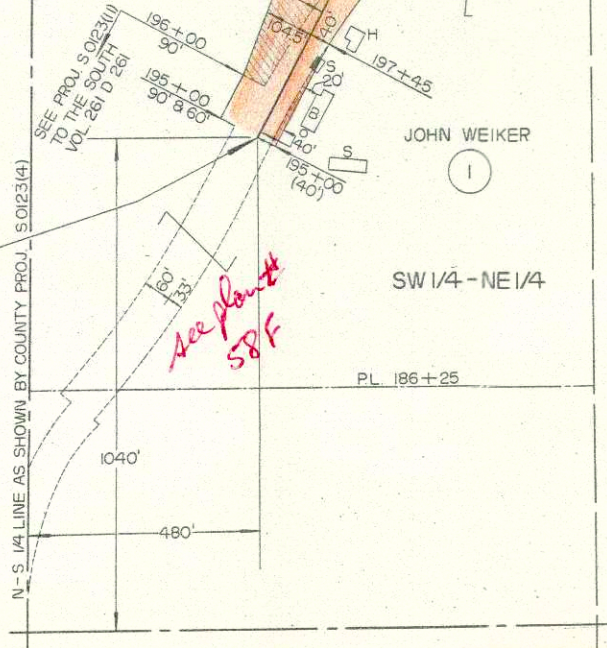 SEE PROJ. S 0123(1)
TO THE SOUTH
VOL. 261 D 261
196+00
90'
195+00
90' & 60'
1045
40'
H
197+45
S
20'
B
40'
195+00
(40')
S
JOHN WEIKER
1
SW 1/4 - NE 1/4
60'
33'
see plan #
58F
P.L. 186+25
1040'
480'
N-S 1/4 LINE AS SHOWN BY COUNTY PROJ. S 0123(4)